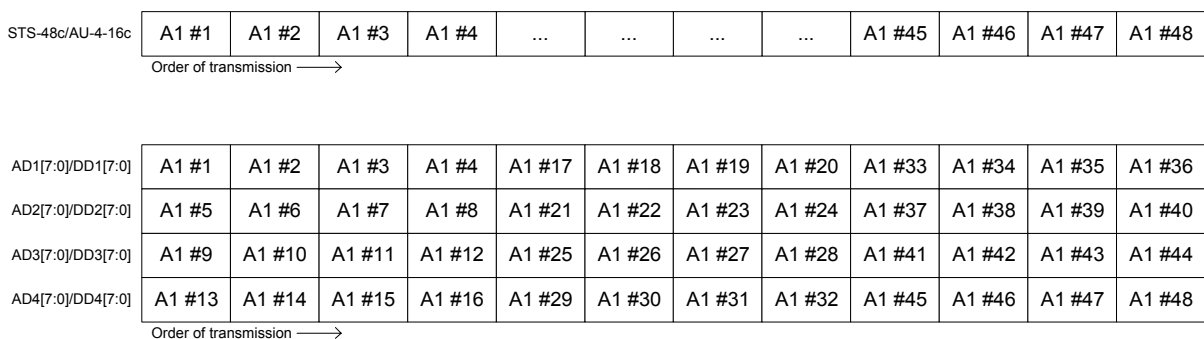 STS-48c/AU-4-16c A1 #1 A1 #2 A1 #3 A1 #4 ... ... ... ... A1 #45 A1 #46 A1 #47 A1 #48
Order of transmission
AD1[7:0]/DD1[7:0] A1 #1 A1 #2 A1 #3 A1 #4 A1 #17 A1 #18 A1 #19 A1 #20 A1 #33 A1 #34 A1 #35 A1 #36
AD2[7:0]/DD2[7:0] A1 #5 A1 #6 A1 #7 A1 #8 A1 #21 A1 #22 A1 #23 A1 #24 A1 #37 A1 #38 A1 #39 A1 #40
AD3[7:0]/DD3[7:0] A1 #9 A1 #10 A1 #11 A1 #12 A1 #25 A1 #26 A1 #27 A1 #28 A1 #41 A1 #42 A1 #43 A1 #44
AD4[7:0]/DD4[7:0] A1 #13 A1 #14 A1 #15 A1 #16 A1 #29 A1 #30 A1 #31 A1 #32 A1 #45 A1 #46 A1 #47 A1 #48
Order of transmission